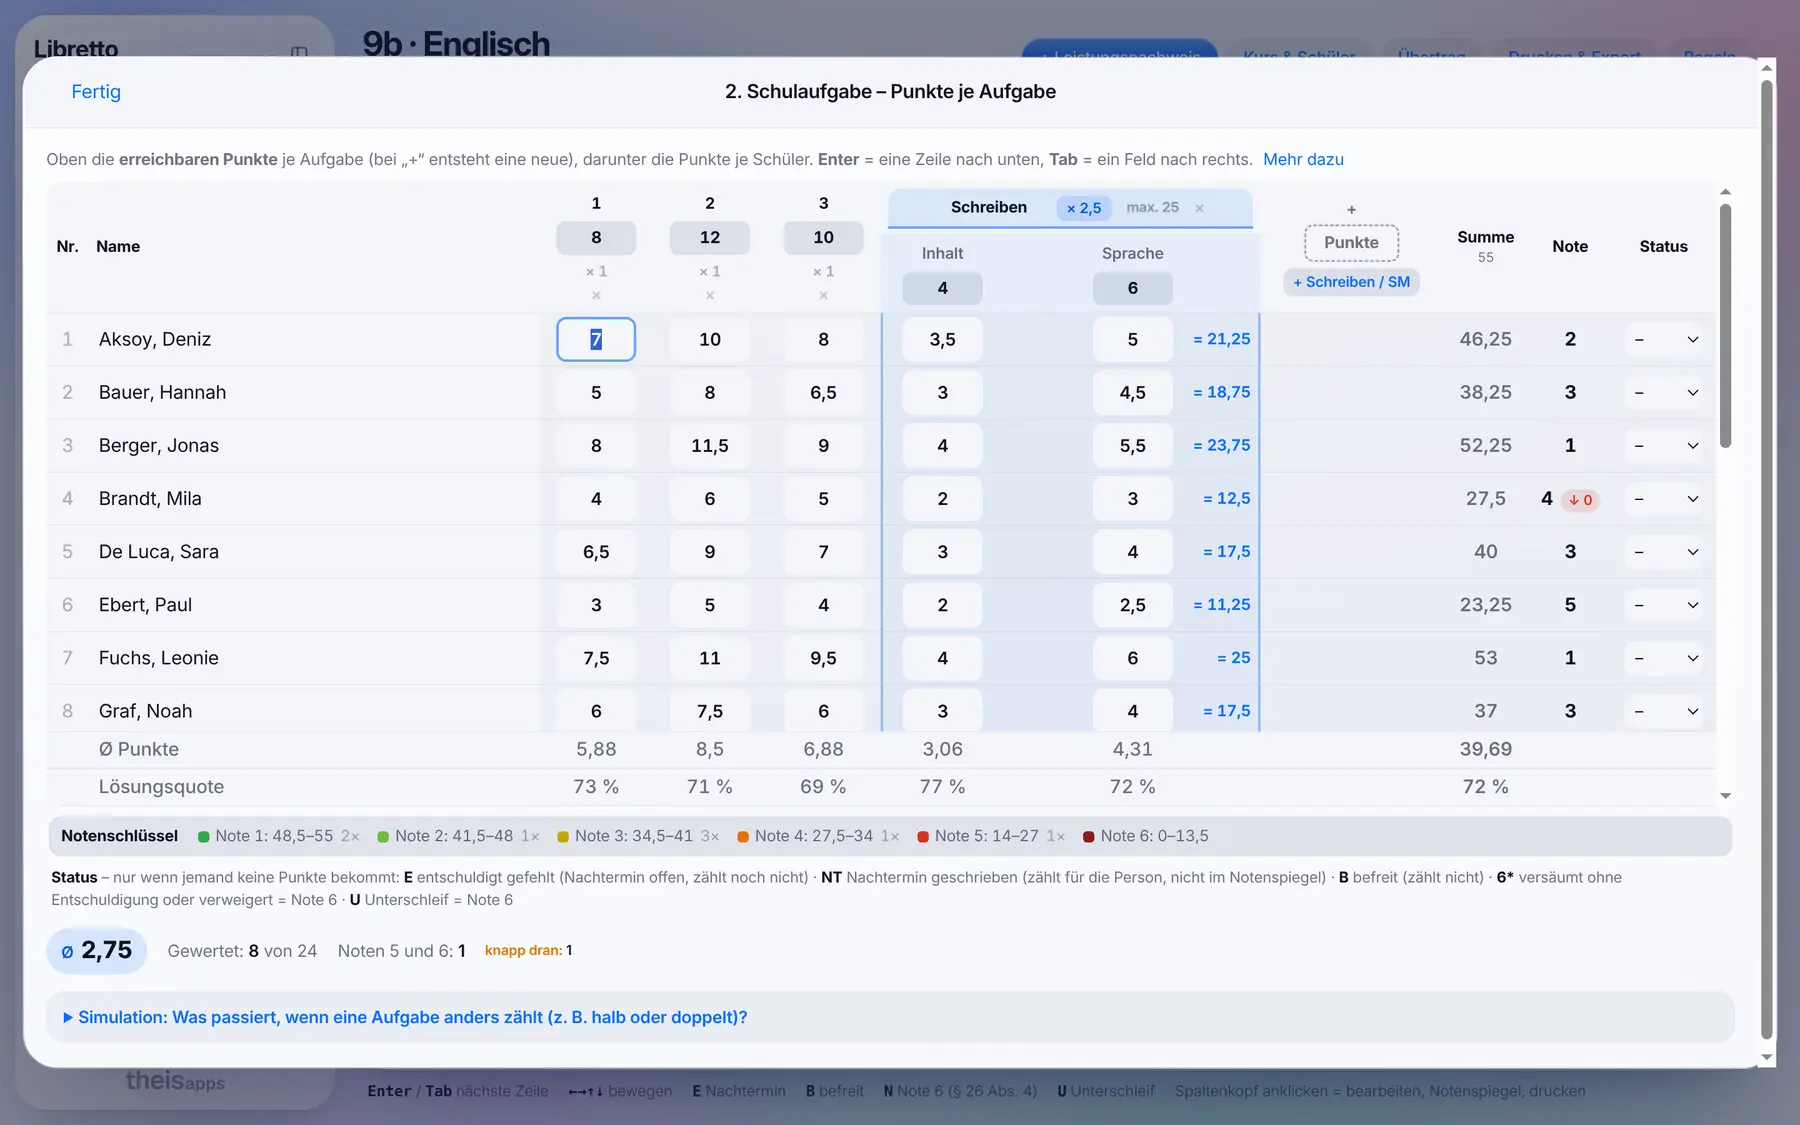 Libretto
9b · Englisch
+ Leistungsnachweis Kurs & Schüler Übertrag Drucken & Export Regeln
Fertig
2. Schulaufgabe – Punkte je Aufgabe
Oben die erreichbaren Punkte je Aufgabe (bei „+“ entsteht eine neue), darunter die Punkte je Schüler. Enter = eine Zeile nach unten, Tab = ein Feld nach rechts. Mehr dazu
Nr. Name
1 2 3
8 12 10
× 1 × 1 × 1
× × ×
Schreiben × 2,5 max. 25 ×
Inhalt Sprache
4 6
+
Punkte
+ Schreiben / SM
Summe
55
Note Status
1 Aksoy, Deniz 7 10 8 3,5 5 = 21,25 46,25 2 –
2 Bauer, Hannah 5 8 6,5 3 4,5 = 18,75 38,25 3 –
3 Berger, Jonas 8 11,5 9 4 5,5 = 23,75 52,25 1 –
4 Brandt, Mila 4 6 5 2 3 = 12,5 27,5 4 ↓ 0 –
5 De Luca, Sara 6,5 9 7 3 4 = 17,5 40 3 –
6 Ebert, Paul 3 5 4 2 2,5 = 11,25 23,25 5 –
7 Fuchs, Leonie 7,5 11 9,5 4 6 = 25 53 1 –
8 Graf, Noah 6 7,5 6 3 4 = 17,5 37 3 –
Ø Punkte 5,88 8,5 6,88 3,06 4,31 39,69
Lösungsquote 73 % 71 % 69 % 77 % 72 % 72 %
Notenschlüssel Note 1: 48,5–55 2× Note 2: 41,5–48 1× Note 3: 34,5–41 3× Note 4: 27,5–34 1× Note 5: 14–27 1× Note 6: 0–13,5
Status – nur wenn jemand keine Punkte bekommt: E entschuldigt gefehlt (Nachtermin offen, zählt noch nicht) · NT Nachtermin geschrieben (zählt für die Person, nicht im Notenspiegel) · B befreit (zählt nicht) · 6* versäumt ohne
Entschuldigung oder verweigert = Note 6 · U Unterschleif = Note 6
Ø 2,75 Gewertet: 8 von 24 Noten 5 und 6: 1 knapp dran: 1
▶ Simulation: Was passiert, wenn eine Aufgabe anders zählt (z. B. halb oder doppelt)?
theisapps
Enter / Tab nächste Zeile ←→↑↓ bewegen E Nachtermin B befreit N Note 6 (§ 26 Abs. 4) U Unterschleif Spaltenkopf anklicken = bearbeiten, Notenspiegel, drucken